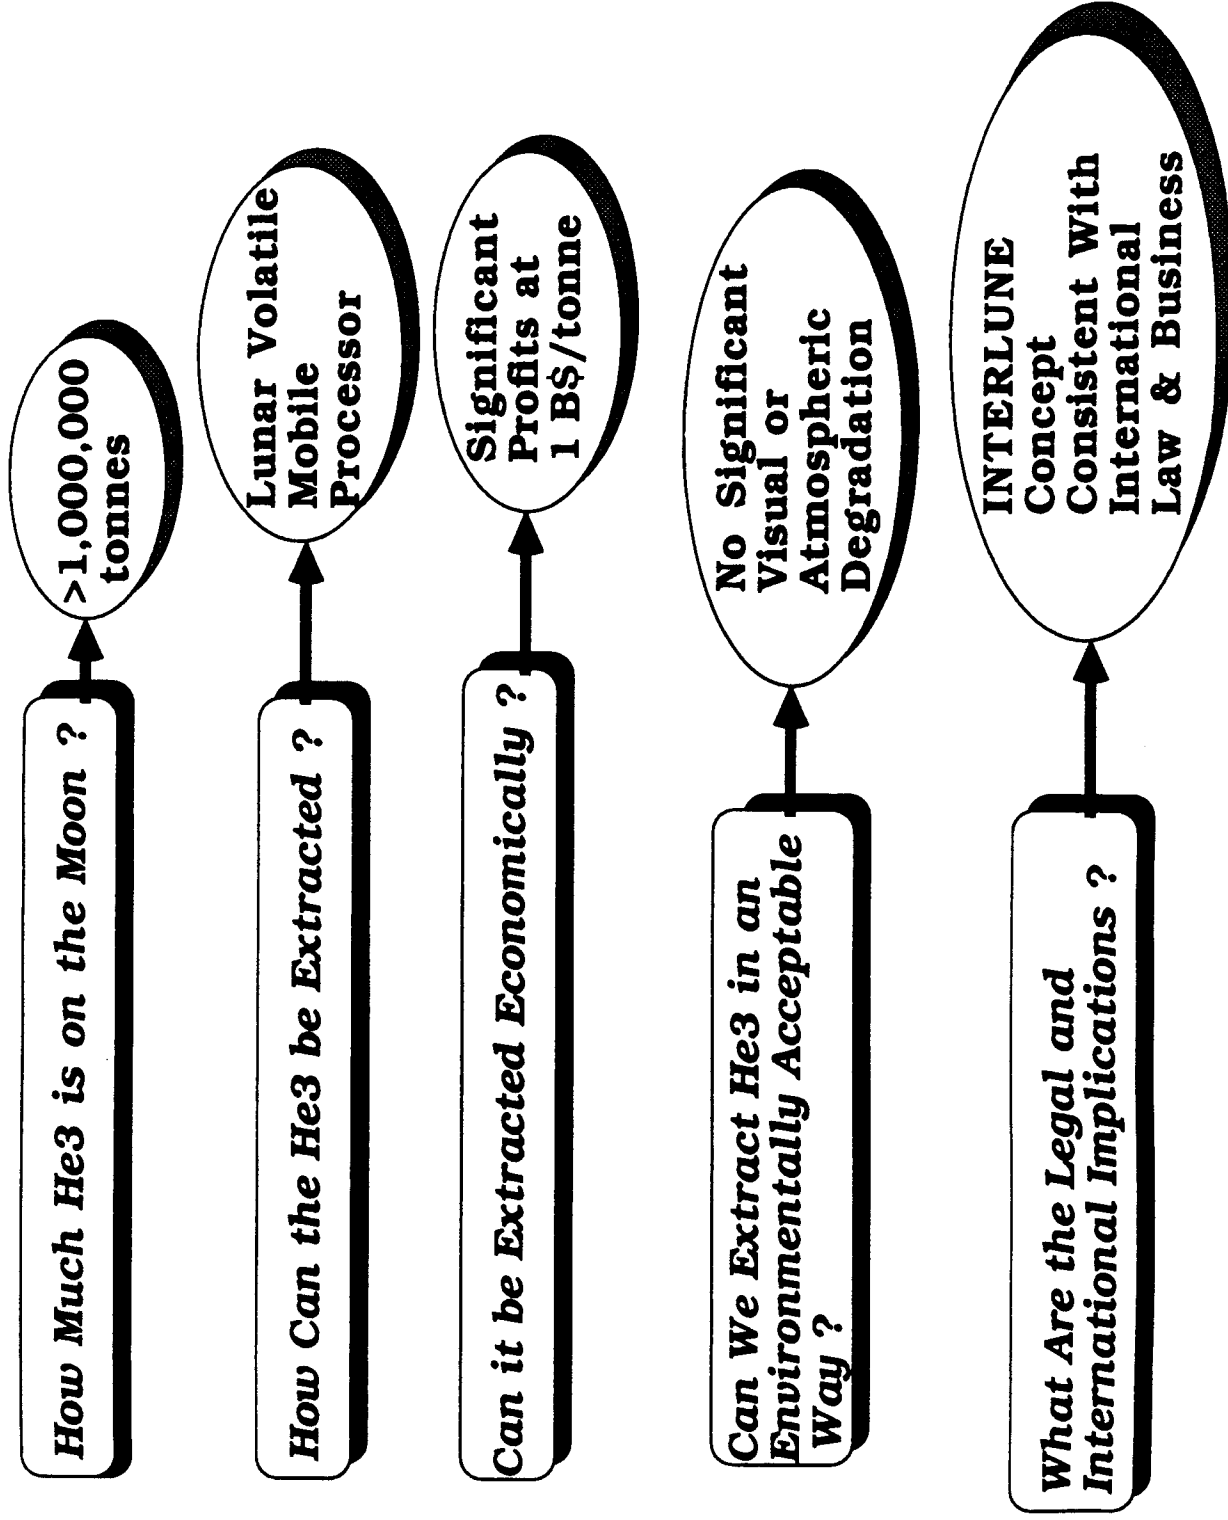 How Much He3 is on the Moon ?
>1,000,000
tonnes
How Can the He3 be Extracted ?
Lunar Volatile
Mobile
Processor
Can it be Extracted Economically ?
Significant
Profits at
1 B$/tonne
Can We Extract He3 in an
Environmentally Acceptable
Way ?
No Significant
Visual or
Atmospheric
Degradation
What Are the Legal and
International Implications ?
INTERLUNE
Concept
Consistent With
International
Law & Business